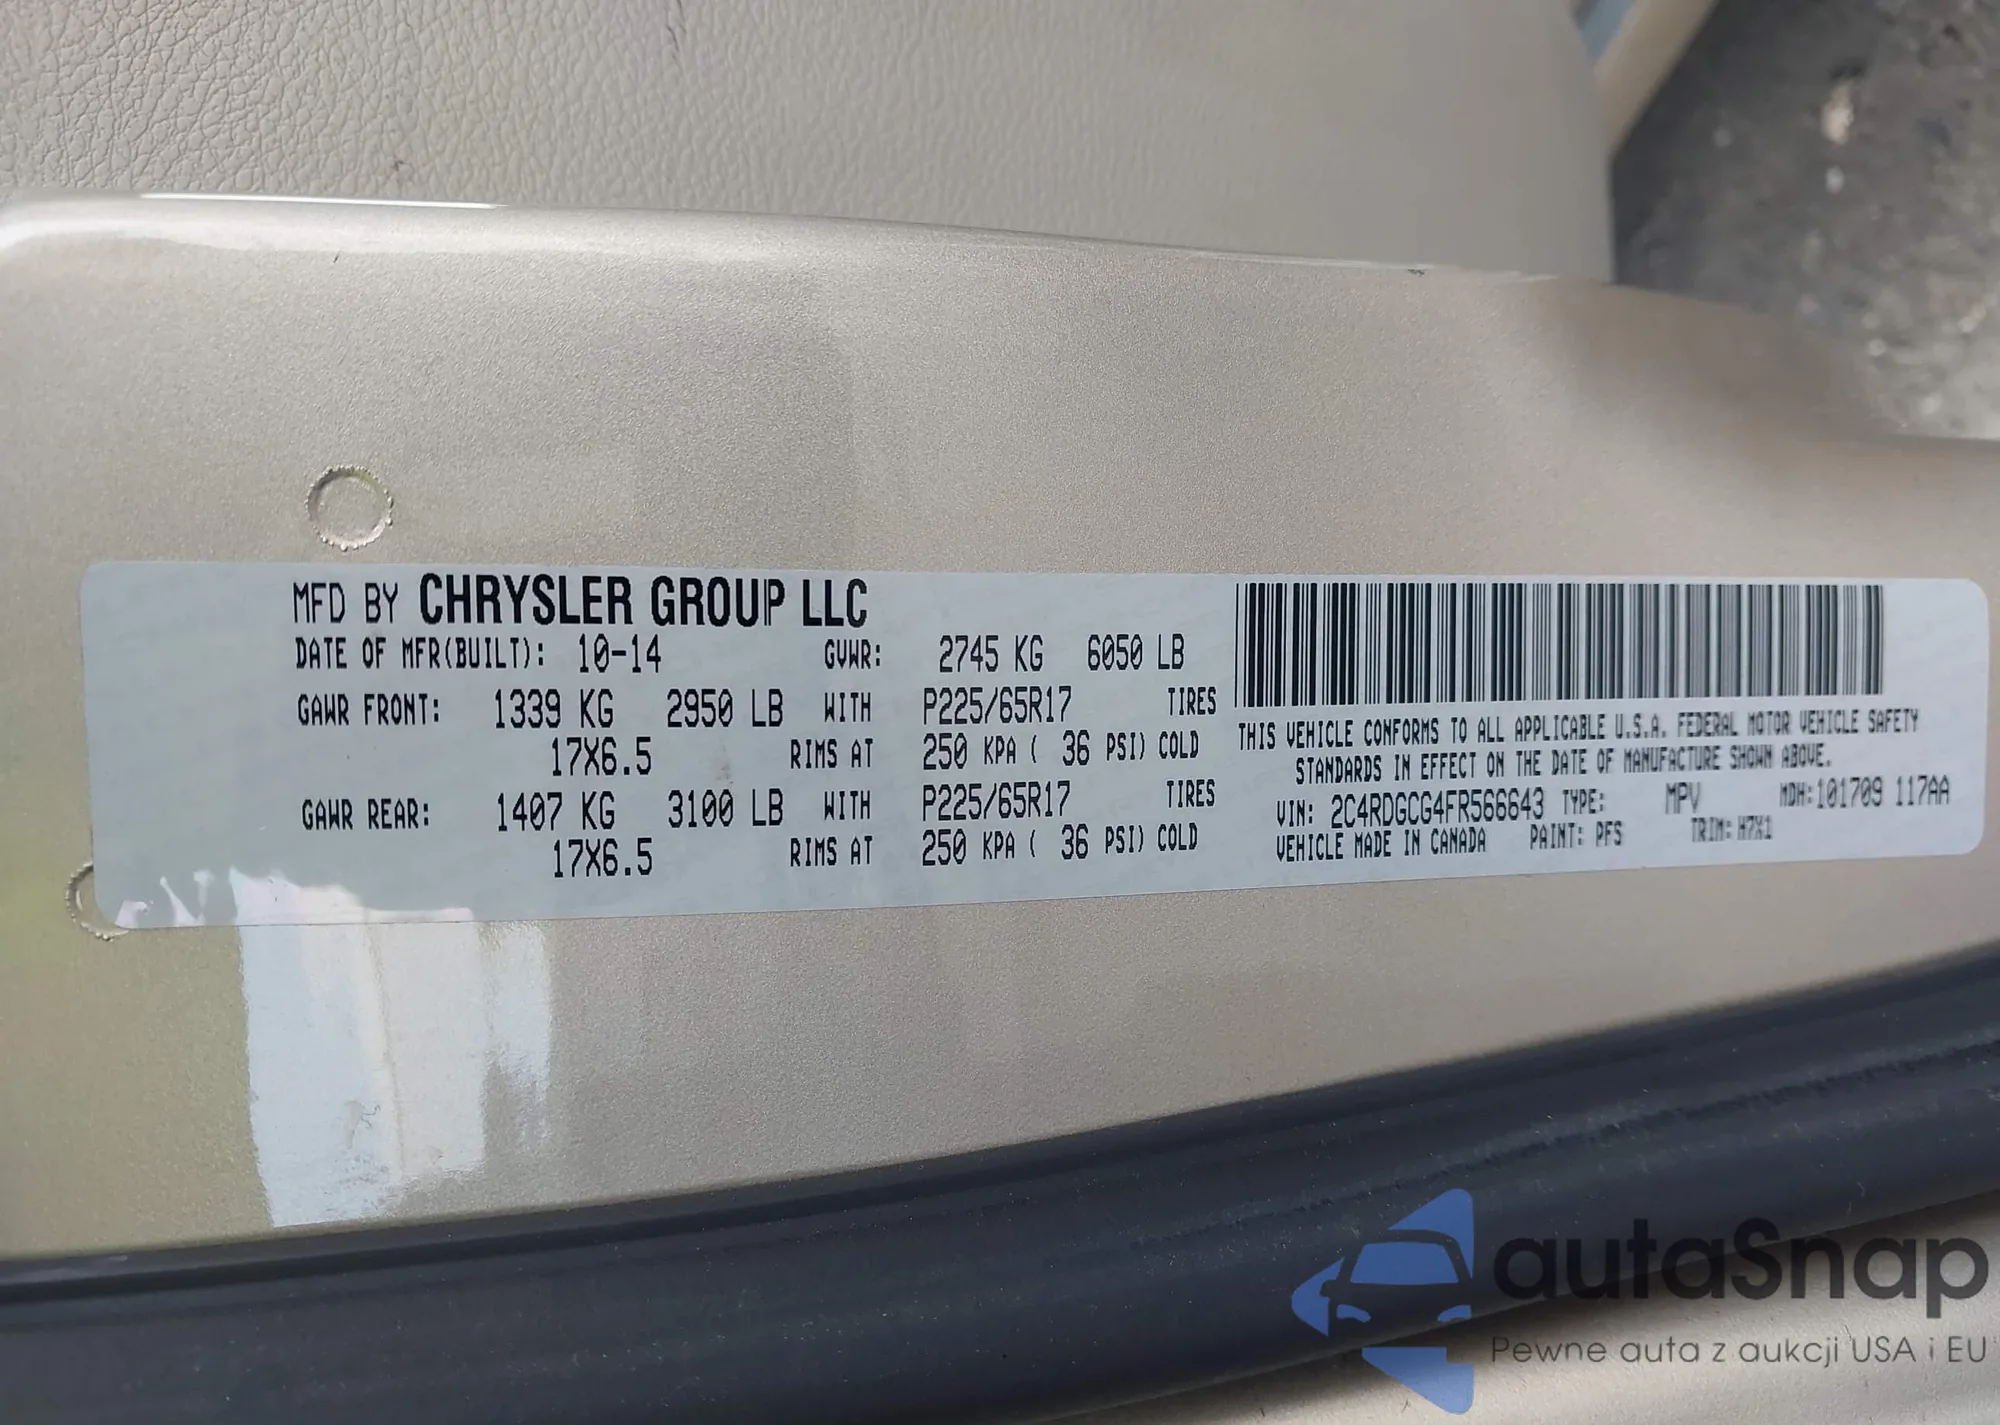 MFD BY CHRYSLER GROUP LLC
DATE OF MFR(BUILT): 10-14 GVWR: 2745 KG 6050 LB
GAWR FRONT: 1339 KG 2950 LB WITH P225/65R17 TIRES
17X6.5 RIMS AT 250 KPA ( 36 PSI) COLD
GAWR REAR: 1407 KG 3100 LB WITH P225/65R17 TIRES
17X6.5 RIMS AT 250 KPA ( 36 PSI) COLD
THIS VEHICLE CONFORMS TO ALL APPLICABLE U.S.A. FEDERAL MOTOR VEHICLE SAFETY
STANDARDS IN EFFECT ON THE DATE OF MANUFACTURE SHOWN ABOVE.
VIN: 2C4RDGCG4FR566643 TYPE: MPV MDH:101709 117AA
VEHICLE MADE IN CANADA PAINT: PFS TRIM: H7X1
autaSnap
Pewne auta z aukcji USA i EU